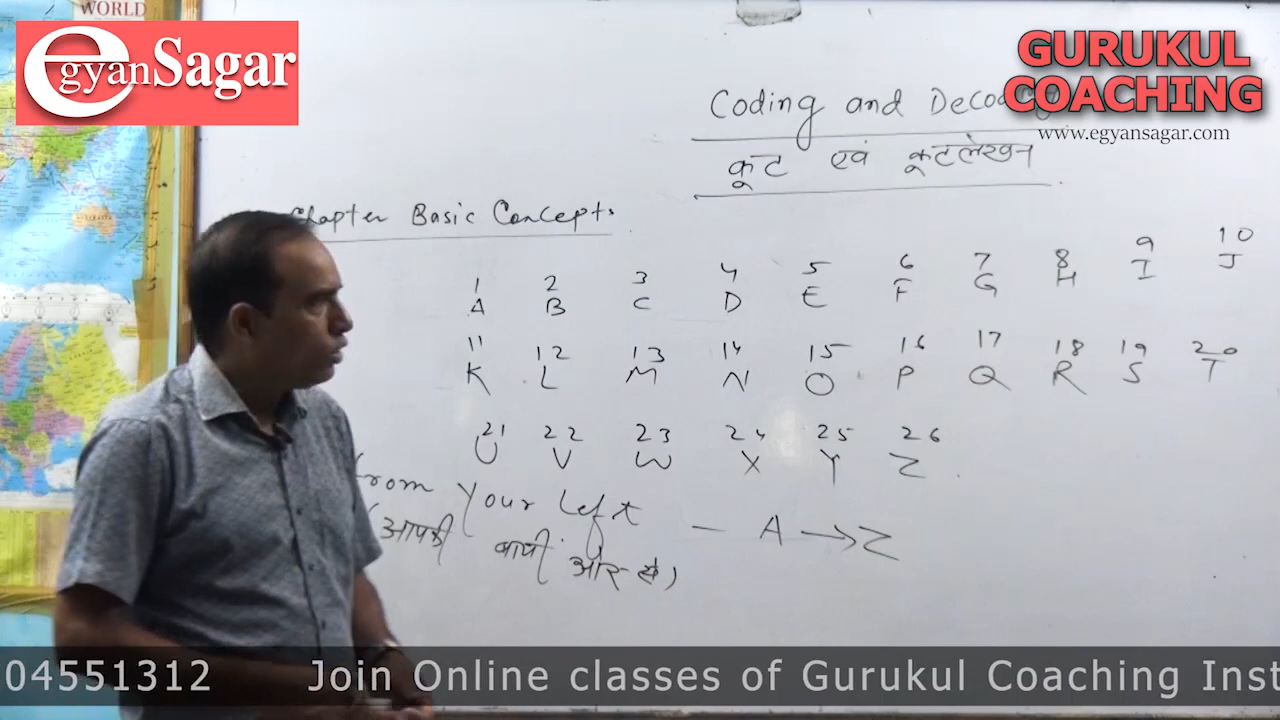 WORLD
egyanSagar
GURUKUL
COACHING
www.egyansagar.com
Coding and Decoding
कूट एवं कूटलेखन
Chapter Basic Concepts
1 2 3 4 5 6 7 8 9 10
A B C D E F G H I J
11 12 13 14 15 16 17 18 19 20
K L M N O P Q R S T
21 22 23 24 25 26
U V W X Y Z
from Your Left
(आपकी बायी ओर से)
— A → Z
04551312 Join Online classes of Gurukul Coaching Inst